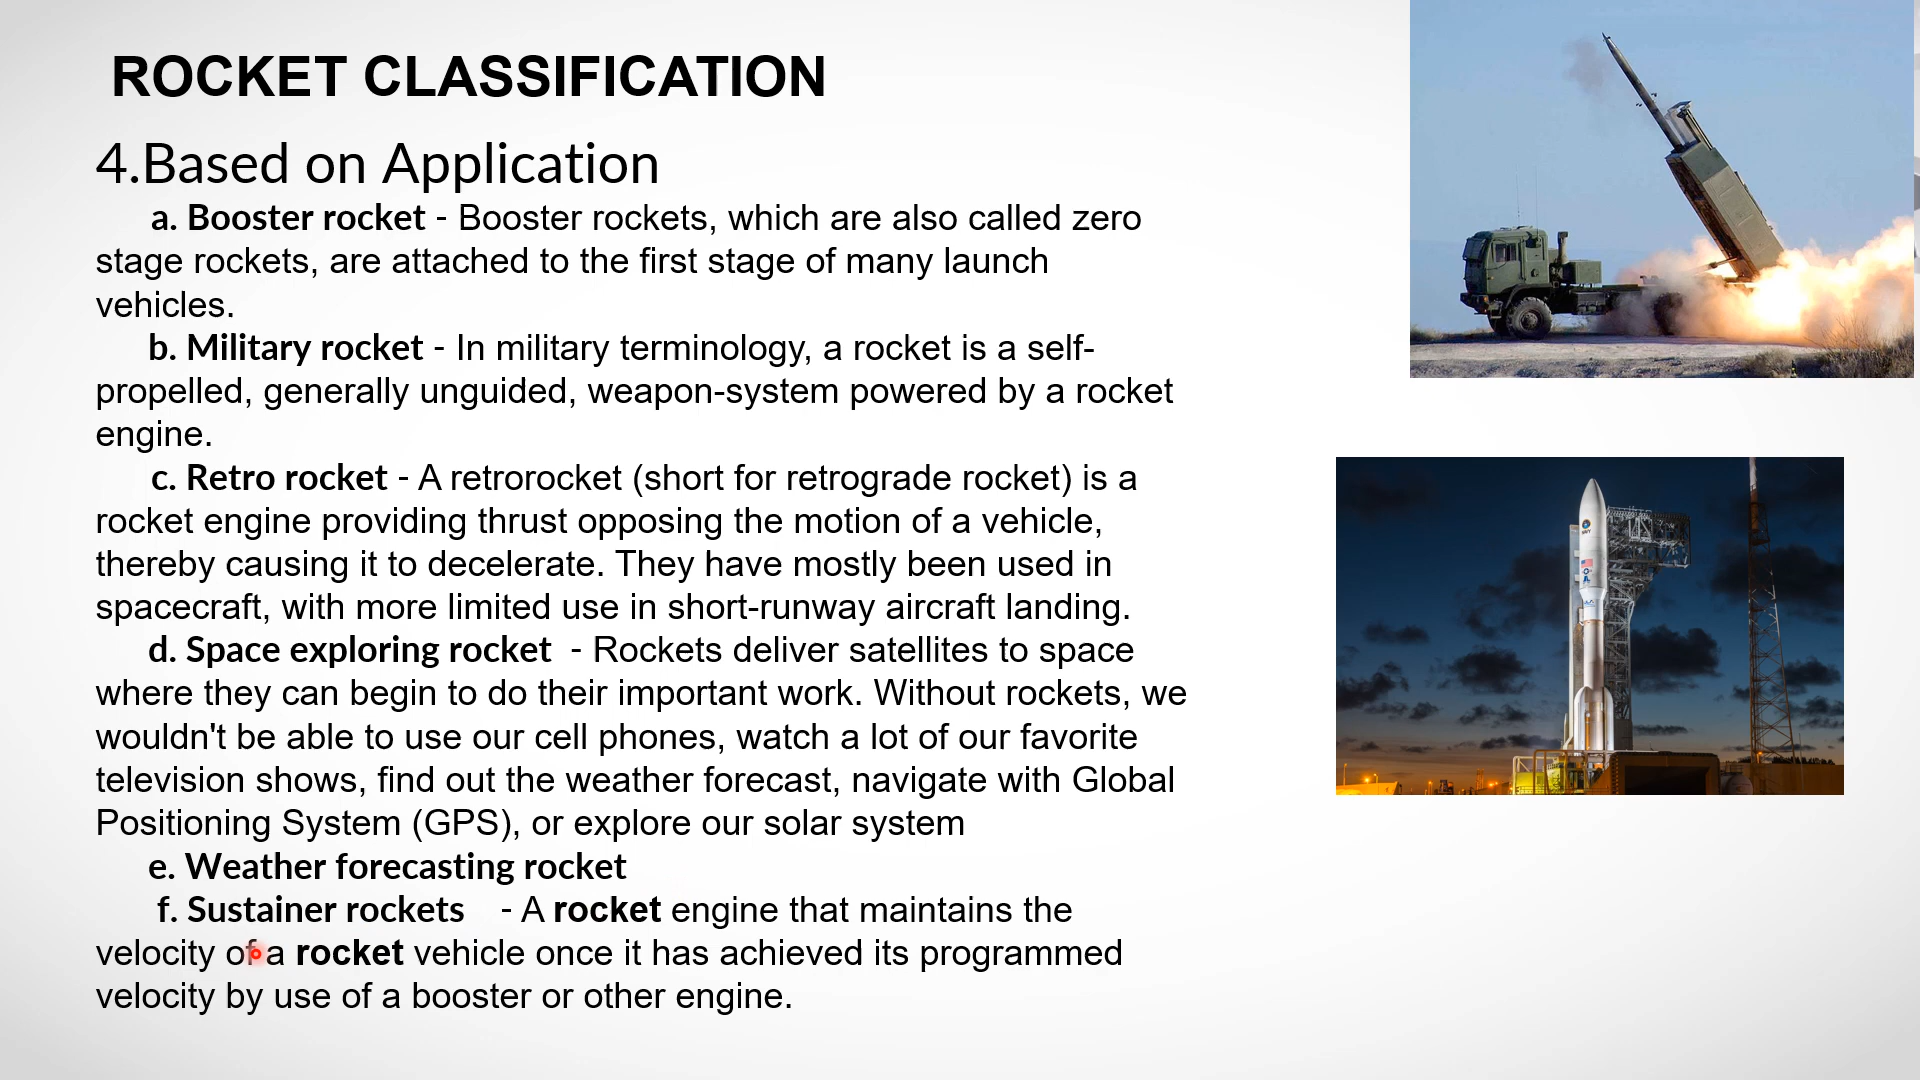 ROCKET CLASSIFICATION
4.Based on Application
a. Booster rocket - Booster rockets, which are also called zero
stage rockets, are attached to the first stage of many launch
vehicles.
b. Military rocket - In military terminology, a rocket is a self-
propelled, generally unguided, weapon-system powered by a rocket
engine.
c. Retro rocket - A retrorocket (short for retrograde rocket) is a
rocket engine providing thrust opposing the motion of a vehicle,
thereby causing it to decelerate. They have mostly been used in
spacecraft, with more limited use in short-runway aircraft landing.
d. Space exploring rocket - Rockets deliver satellites to space
where they can begin to do their important work. Without rockets, we
wouldn't be able to use our cell phones, watch a lot of our favorite
television shows, find out the weather forecast, navigate with Global
Positioning System (GPS), or explore our solar system
e. Weather forecasting rocket
f. Sustainer rockets - A rocket engine that maintains the
velocity of a rocket vehicle once it has achieved its programmed
velocity by use of a booster or other engine.